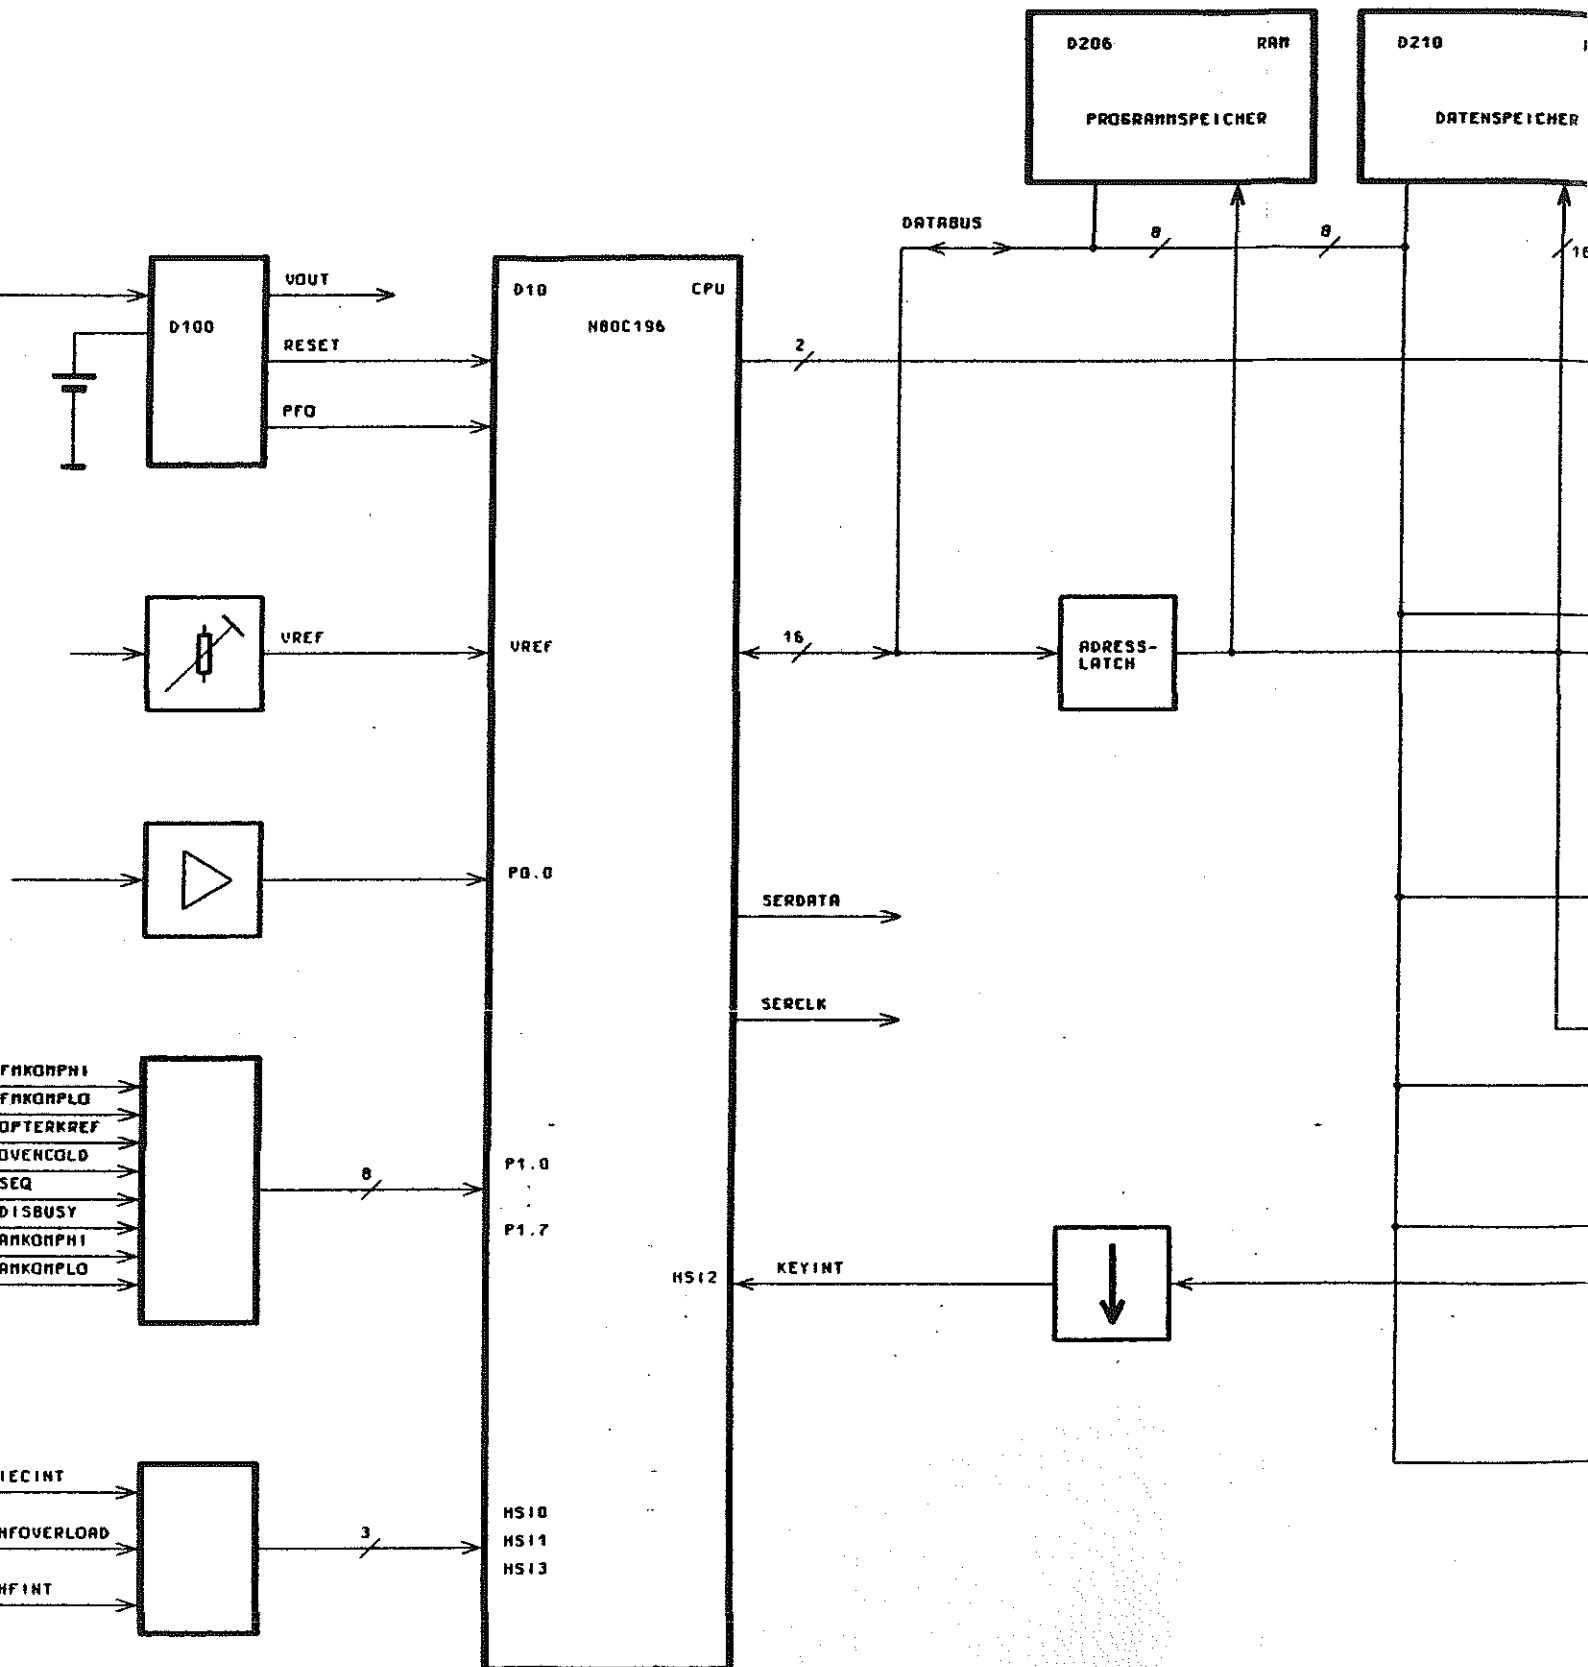 D206 RAM
PROGRAMMSPEICHER
D210
DATENSPEICHER
DATABUS
8
8
16
VOUT
D100
RESET
PFO
D10 CPU
N80C196
2
VREF
VREF
16
ADRESS-
LATCH
P0.0
SERDATA
SERCLK
FMKOMPHI
FMKOMPLO
OPTERKREF
OVENCOLD
SEQ
DISBUSY
AMKOMPHI
AMKOMPLO
8
P1.0
P1.7
HSI2
KEYINT
IECINT
HFOVERLOAD
HFINT
3
HSI0
HSI1
HSI3